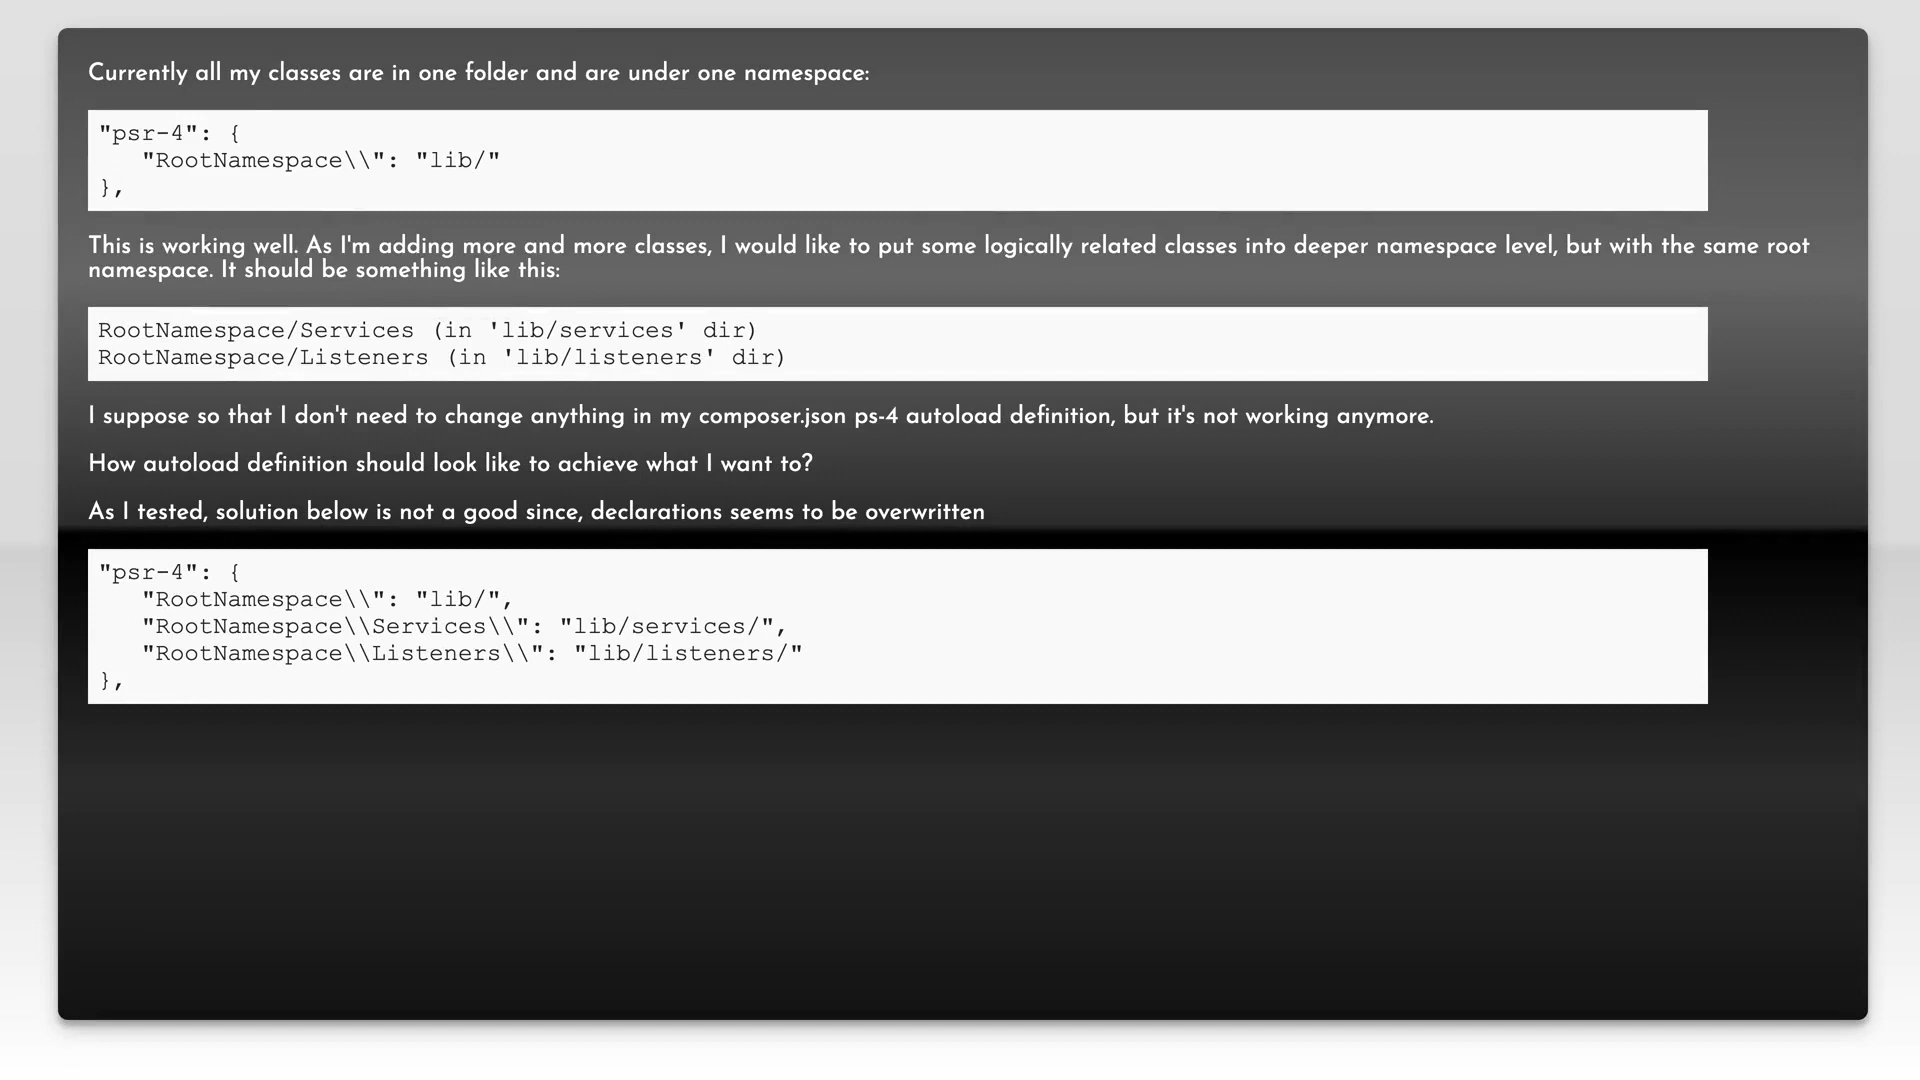 Currently all my classes are in one folder and are under one namespace:
"psr-4": {
   "RootNamespace\\": "lib/"
},
This is working well. As I'm adding more and more classes, I would like to put some logically related classes into deeper namespace level, but with the same root
namespace. It should be something like this:
RootNamespace/Services (in 'lib/services' dir)
RootNamespace/Listeners (in 'lib/listeners' dir)
I suppose so that I don't need to change anything in my composer.json ps-4 autoload definition, but it's not working anymore.
How autoload definition should look like to achieve what I want to?
As I tested, solution below is not a good since, declarations seems to be overwritten
"psr-4": {
   "RootNamespace\\": "lib/",
   "RootNamespace\\Services\\": "lib/services/",
   "RootNamespace\\Listeners\\": "lib/listeners/"
},